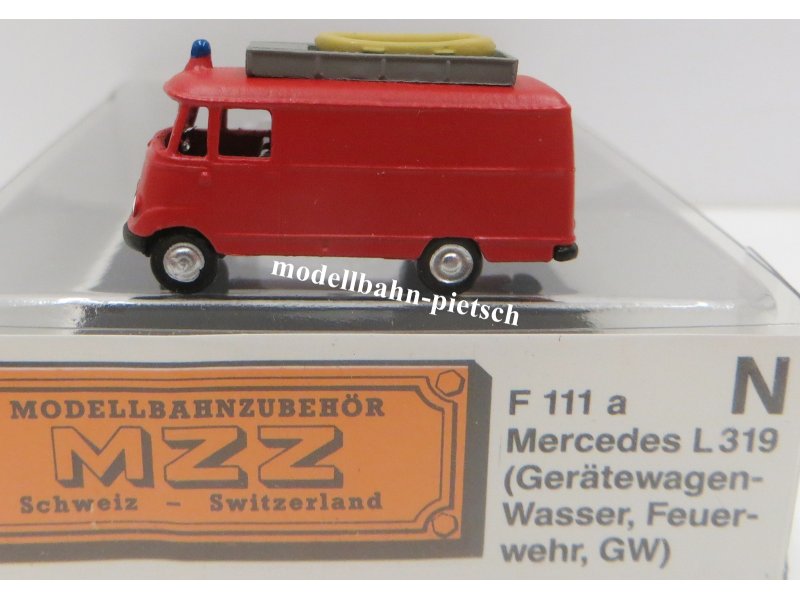 modellbahn-pietsch
MODELLBAHNZUBEHÖR
MZZ
Schweiz - Switzerland
N
F 111 a
Mercedes L 319
(Gerätewagen-
Wasser, Feuer-
wehr, GW)